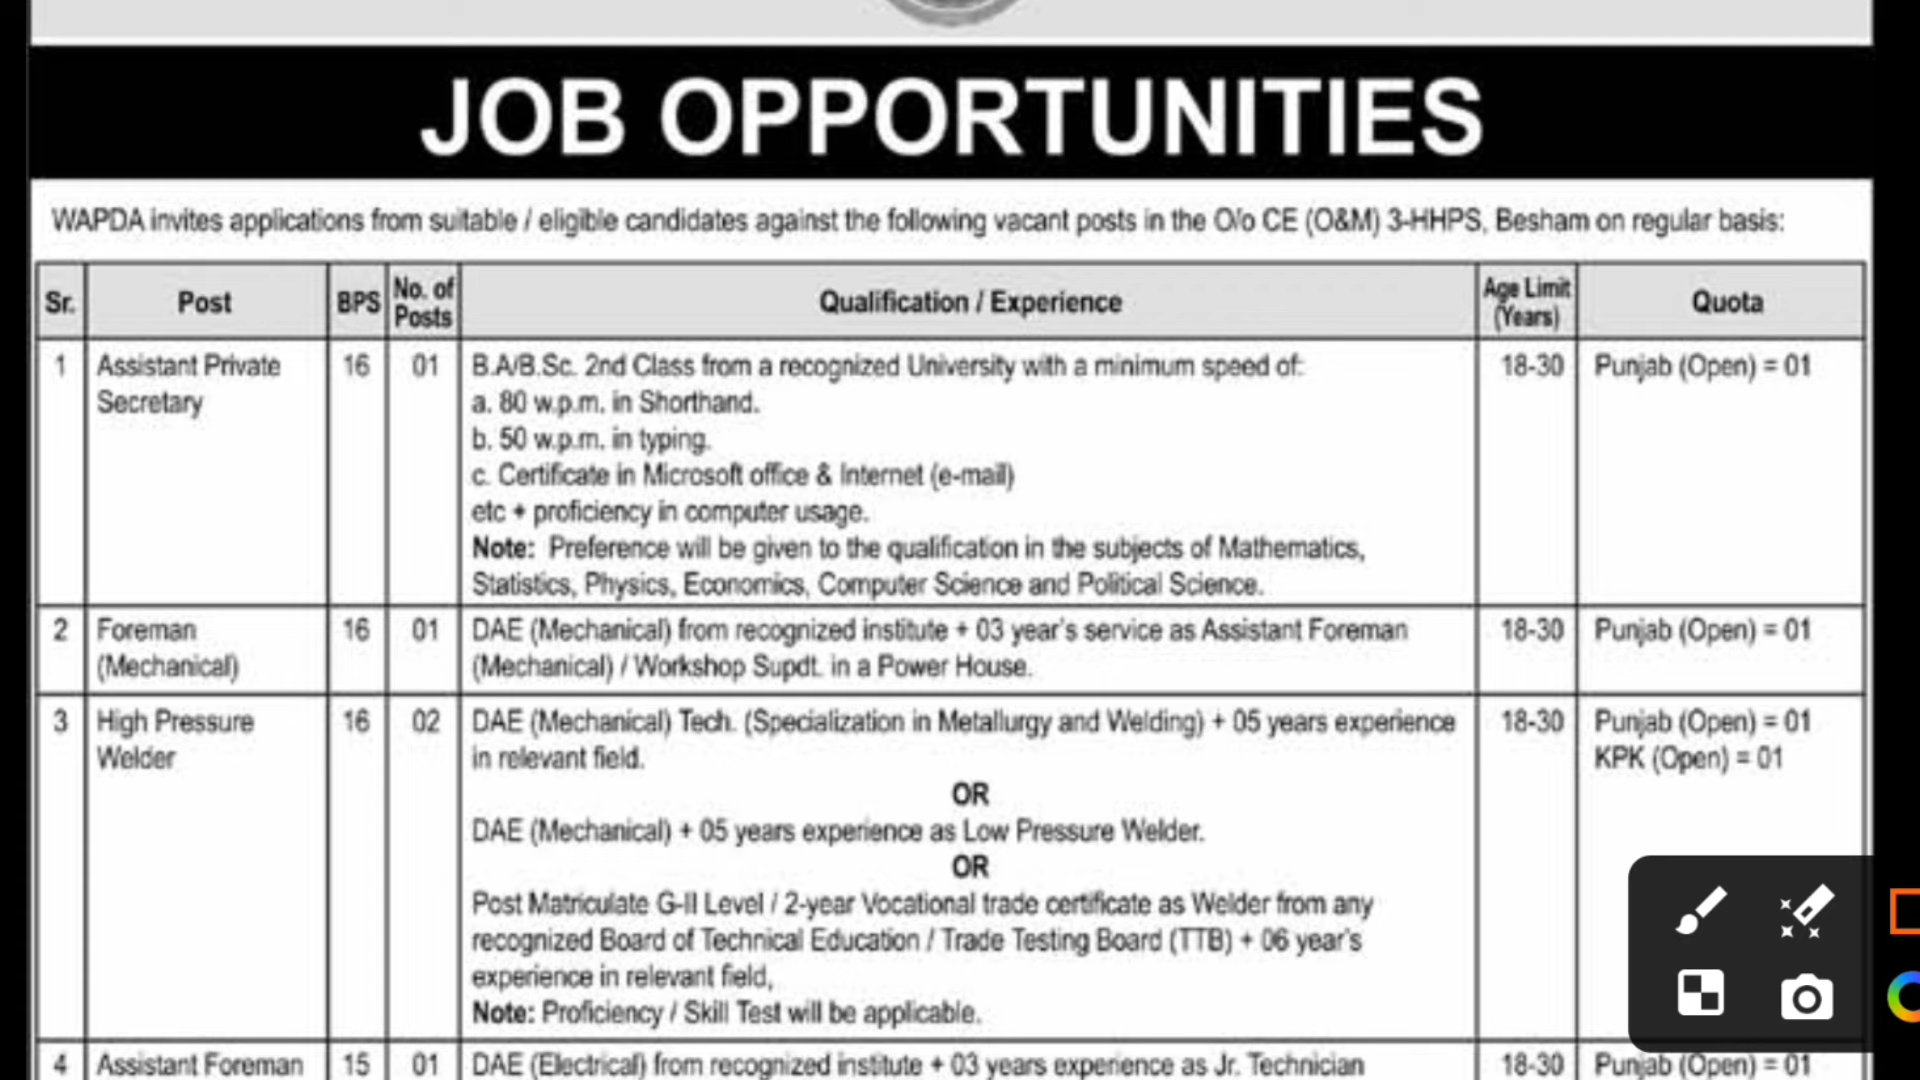 JOB OPPORTUNITIES
WAPDA invites applications from suitable / eligible candidates against the following vacant posts in the O/o CE (O&M) 3-HHPS, Besham on regular basis:
Sr. Post BPS No. of Posts Qualification / Experience Age Limit (Years) Quota
1 Assistant Private Secretary 16 01 B.A/B.Sc. 2nd Class from a recognized University with a minimum speed of: 18-30 Punjab (Open) = 01
a. 80 w.p.m. in Shorthand.
b. 50 w.p.m. in typing.
c. Certificate in Microsoft office & Internet (e-mail)
etc + proficiency in computer usage.
Note: Preference will be given to the qualification in the subjects of Mathematics,
Statistics, Physics, Economics, Computer Science and Political Science.
2 Foreman (Mechanical) 16 01 DAE (Mechanical) from recognized institute + 03 year's service as Assistant Foreman 18-30 Punjab (Open) = 01
(Mechanical) / Workshop Supdt. in a Power House.
3 High Pressure Welder 16 02 DAE (Mechanical) Tech. (Specialization in Metallurgy and Welding) + 05 years experience 18-30 Punjab (Open) = 01
in relevant field. KPK (Open) = 01
OR
DAE (Mechanical) + 05 years experience as Low Pressure Welder.
OR
Post Matriculate G-II Level / 2-year Vocational trade certificate as Welder from any
recognized Board of Technical Education / Trade Testing Board (TTB) + 06 year's
experience in relevant field,
Note: Proficiency / Skill Test will be applicable.
4 Assistant Foreman 15 01 DAE (Electrical) from recognized institute + 03 years experience as Jr. Technician 18-30 Punjab (Open) = 01